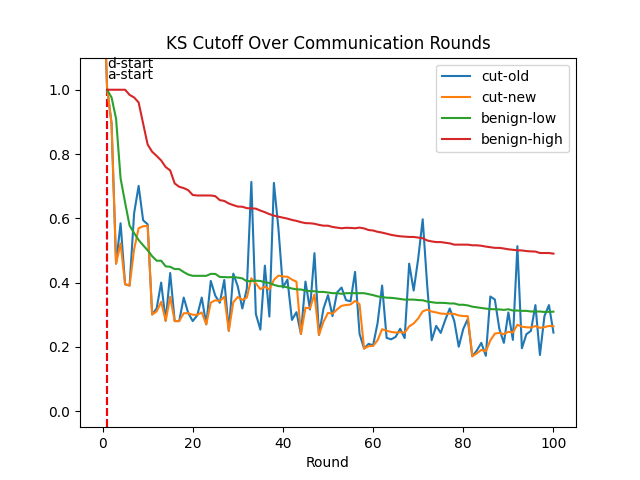 KS Cutoff Over Communication Rounds
d-start
a-start
cut-old
cut-new
benign-low
benign-high
1.0
0.8
0.6
0.4
0.2
0.0
0 20 40 60 80 100
Round